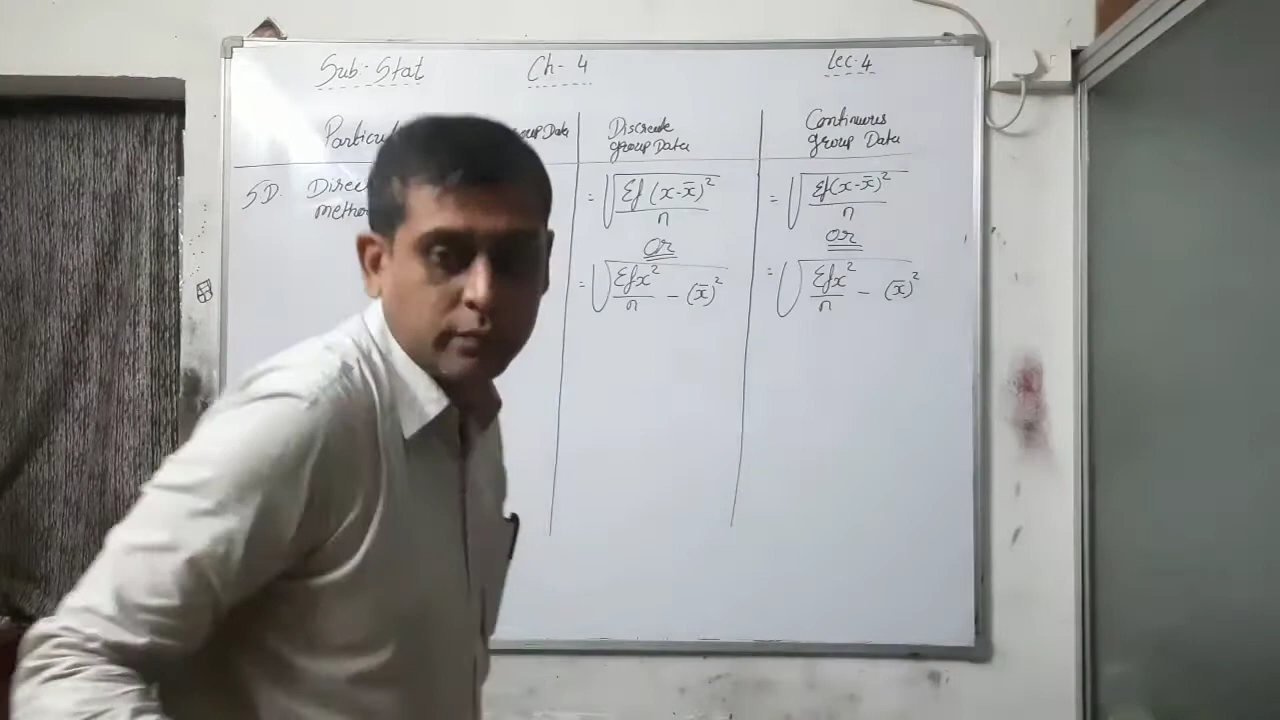 Sub:- Stat Ch- 4 Lec. 4
Discrete
group Data
Continuous
group Data
S.D.
= √(Σf(x-x̄)²/n) = √(Σf(x-x̄)²/n)
OR OR
= √(Σfx²/n - (x̄)²) = √(Σfx²/n - (x̄)²)